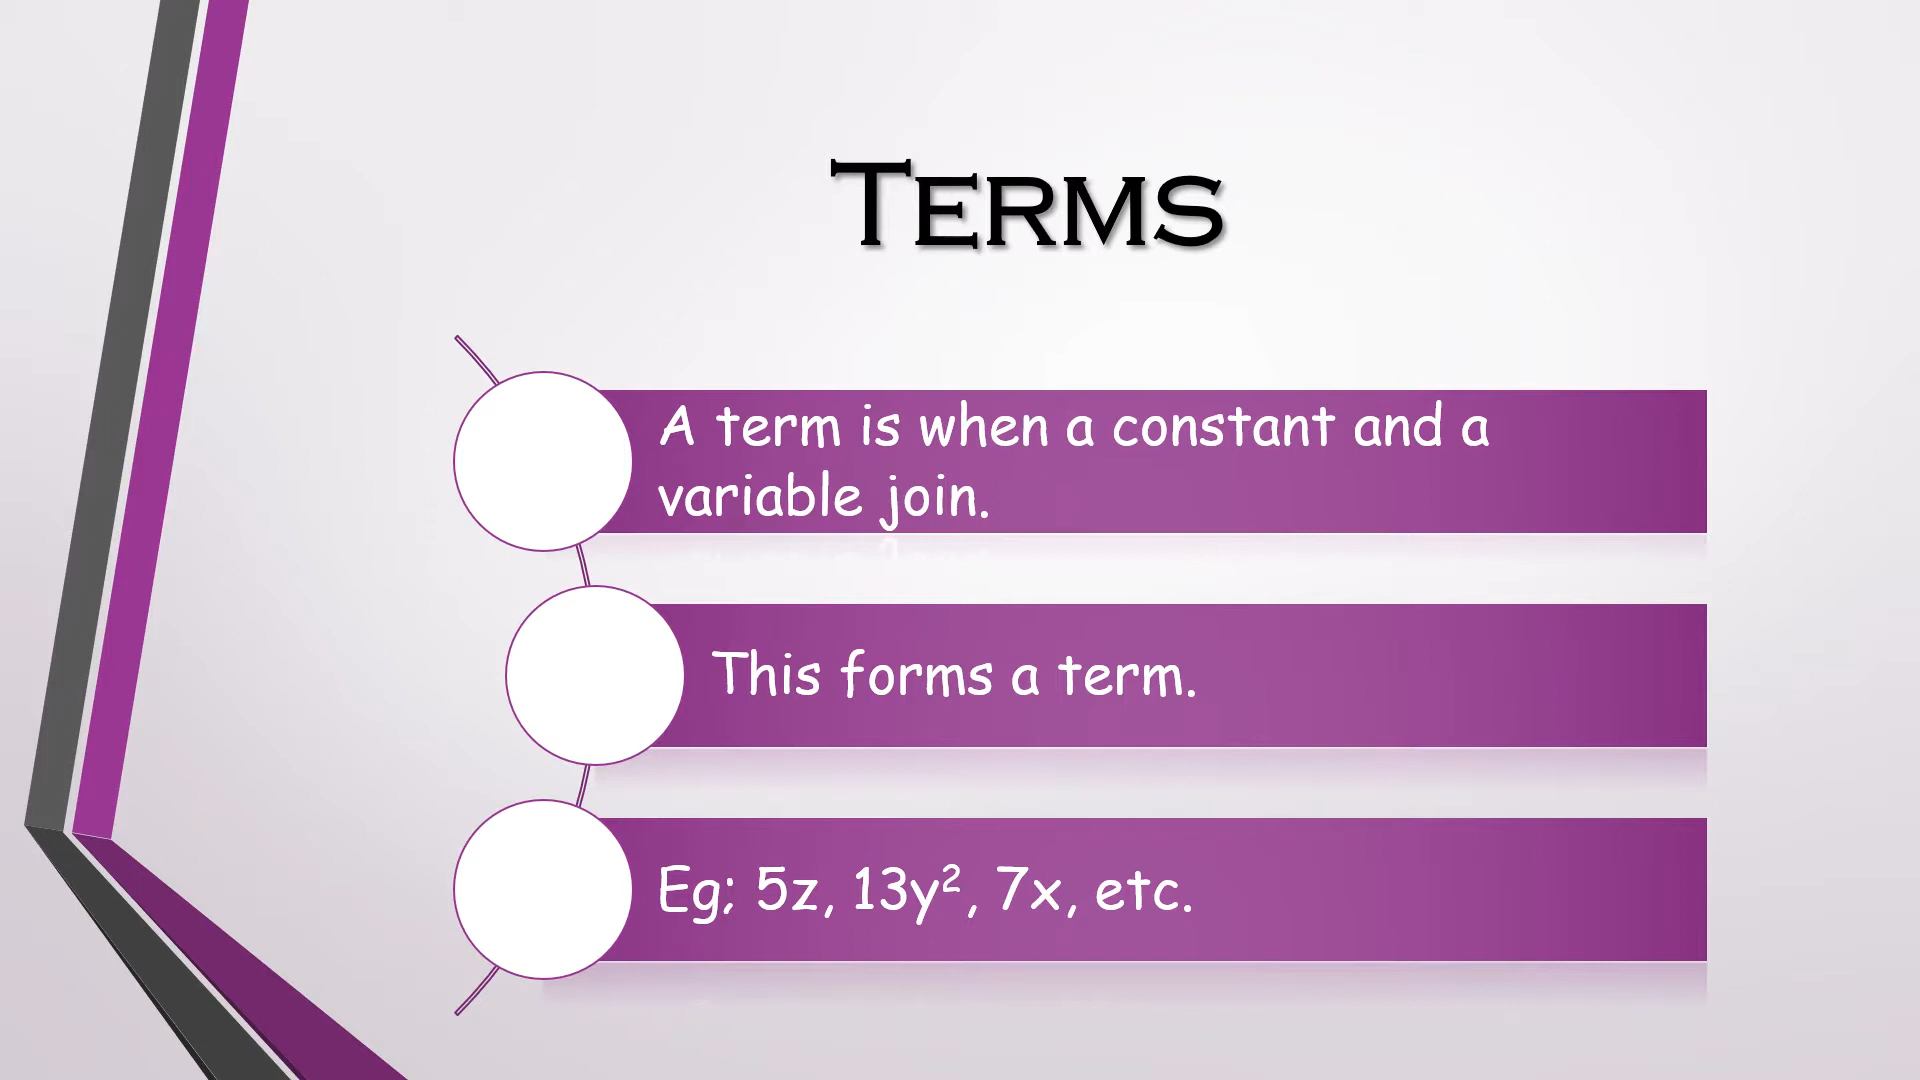 Terms
A term is when a constant and a
variable join.
This forms a term.
Eg; 5z, 13y², 7x, etc.